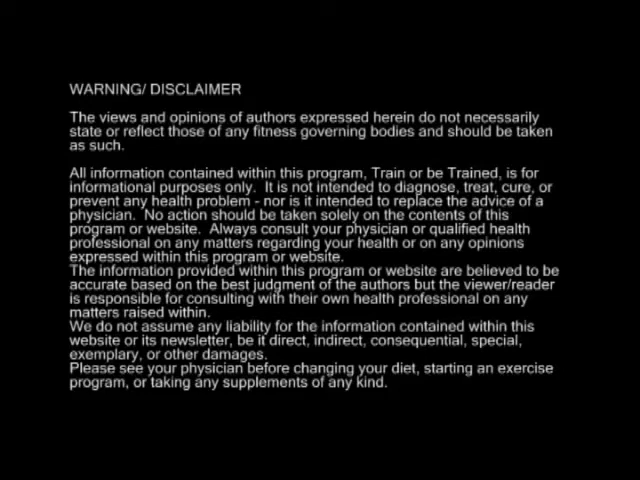 WARNING/ DISCLAIMER
The views and opinions of authors expressed herein do not necessarily
state or reflect those of any fitness governing bodies and should be taken
as such.
All information contained within this program, Train or be Trained, is for
informational purposes only.  It is not intended to diagnose, treat, cure, or
prevent any health problem - nor is it intended to replace the advice of a
physician.  No action should be taken solely on the contents of this
program or website.  Always consult your physician or qualified health
professional on any matters regarding your health or on any opinions
expressed within this program or website.
The information provided within this program or website are believed to be
accurate based on the best judgment of the authors but the viewer/reader
is responsible for consulting with their own health professional on any
matters raised within.
We do not assume any liability for the information contained within this
website or its newsletter, be it direct, indirect, consequential, special,
exemplary, or other damages.
Please see your physician before changing your diet, starting an exercise
program, or taking any supplements of any kind.